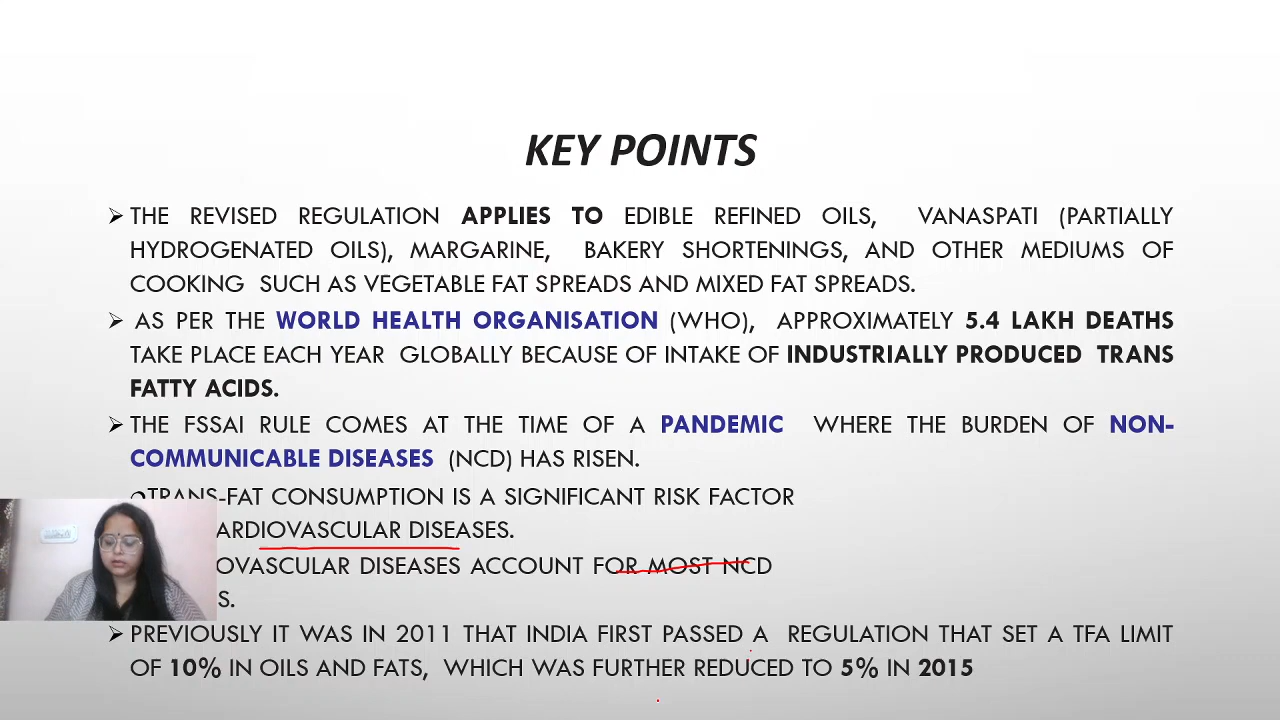 KEY POINTS
THE REVISED REGULATION APPLIES TO EDIBLE REFINED OILS, VANASPATI (PARTIALLY
HYDROGENATED OILS), MARGARINE, BAKERY SHORTENINGS, AND OTHER MEDIUMS OF
COOKING SUCH AS VEGETABLE FAT SPREADS AND MIXED FAT SPREADS.
AS PER THE WORLD HEALTH ORGANISATION (WHO), APPROXIMATELY 5.4 LAKH DEATHS
TAKE PLACE EACH YEAR GLOBALLY BECAUSE OF INTAKE OF INDUSTRIALLY PRODUCED TRANS
FATTY ACIDS.
THE FSSAI RULE COMES AT THE TIME OF A PANDEMIC WHERE THE BURDEN OF NON-
COMMUNICABLE DISEASES (NCD) HAS RISEN.
TRANS-FAT CONSUMPTION IS A SIGNIFICANT RISK FACTOR
ARDIOVASCULAR DISEASES.
OVASCULAR DISEASES ACCOUNT FOR MOST NCD
S.
PREVIOUSLY IT WAS IN 2011 THAT INDIA FIRST PASSED A REGULATION THAT SET A TFA LIMIT
OF 10% IN OILS AND FATS, WHICH WAS FURTHER REDUCED TO 5% IN 2015